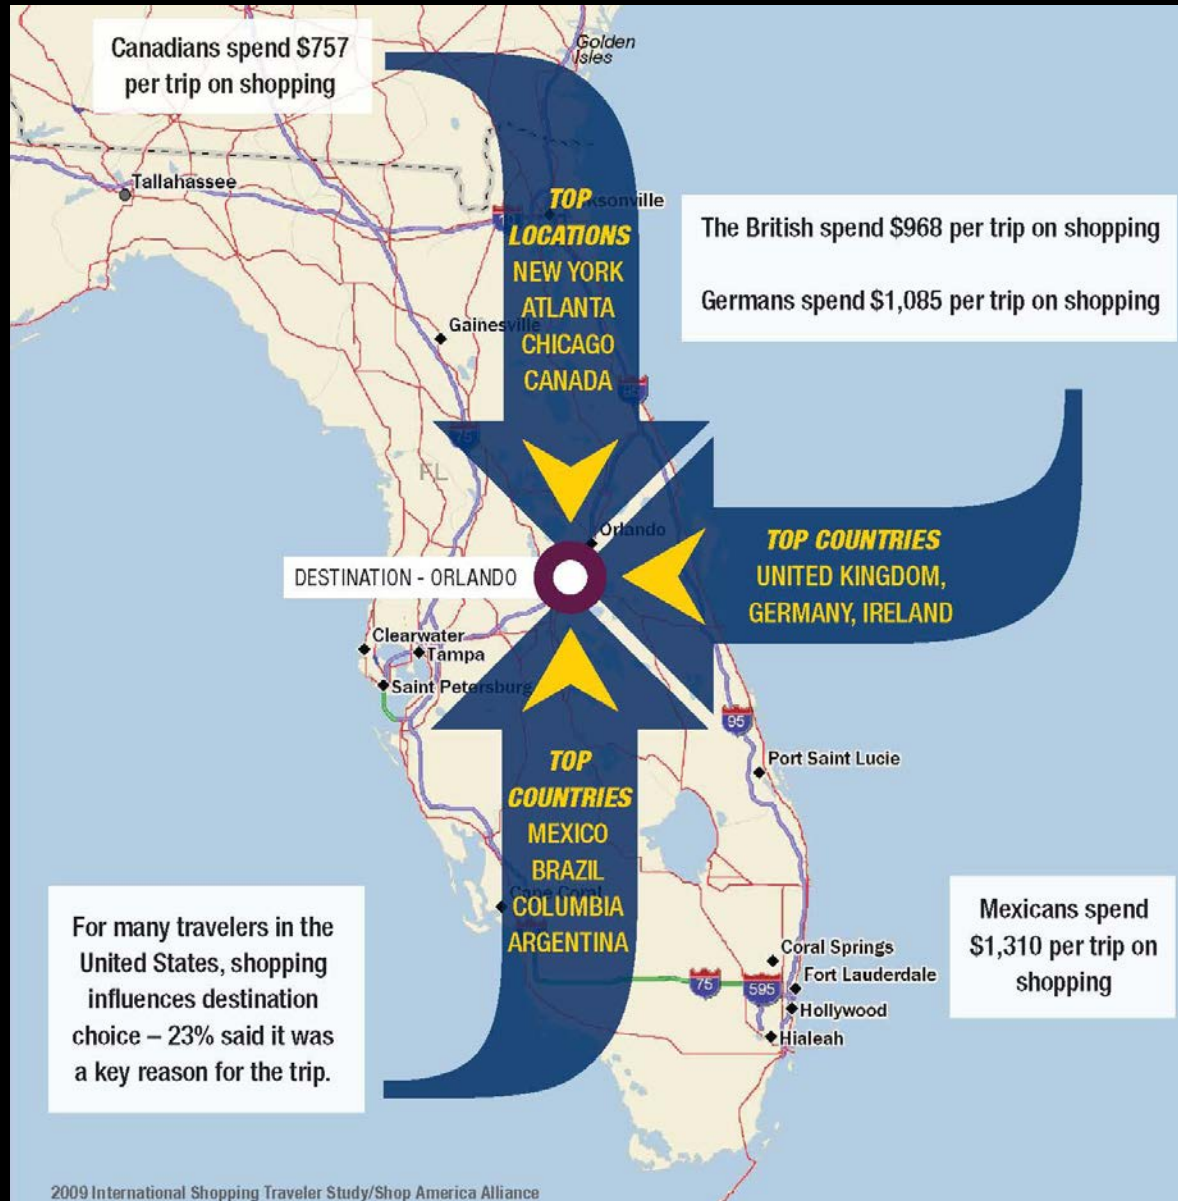 Canadians spend $757
per trip on shopping
Golden
Isles
Tallahassee
TOP
LOCATIONS
NEW YORK
ATLANTA
CHICAGO
CANADA
ksonville
10
The British spend $968 per trip on shopping
Germans spend $1,085 per trip on shopping
Gainesville
95
75
FL
Orlando
DESTINATION - ORLANDO
TOP COUNTRIES
UNITED KINGDOM,
GERMANY, IRELAND
Clearwater
Tampa
Saint Petersburg
95
Port Saint Lucie
TOP
COUNTRIES
MEXICO
BRAZIL
COLUMBIA
ARGENTINA
Cape Coral
For many travelers in the
United States, shopping
influences destination
choice – 23% said it was
a key reason for the trip.
Mexicans spend
$1,310 per trip on
shopping
Coral Springs
75
595
Fort Lauderdale
Hollywood
Hialeah
2009 International Shopping Traveler Study/Shop America Alliance